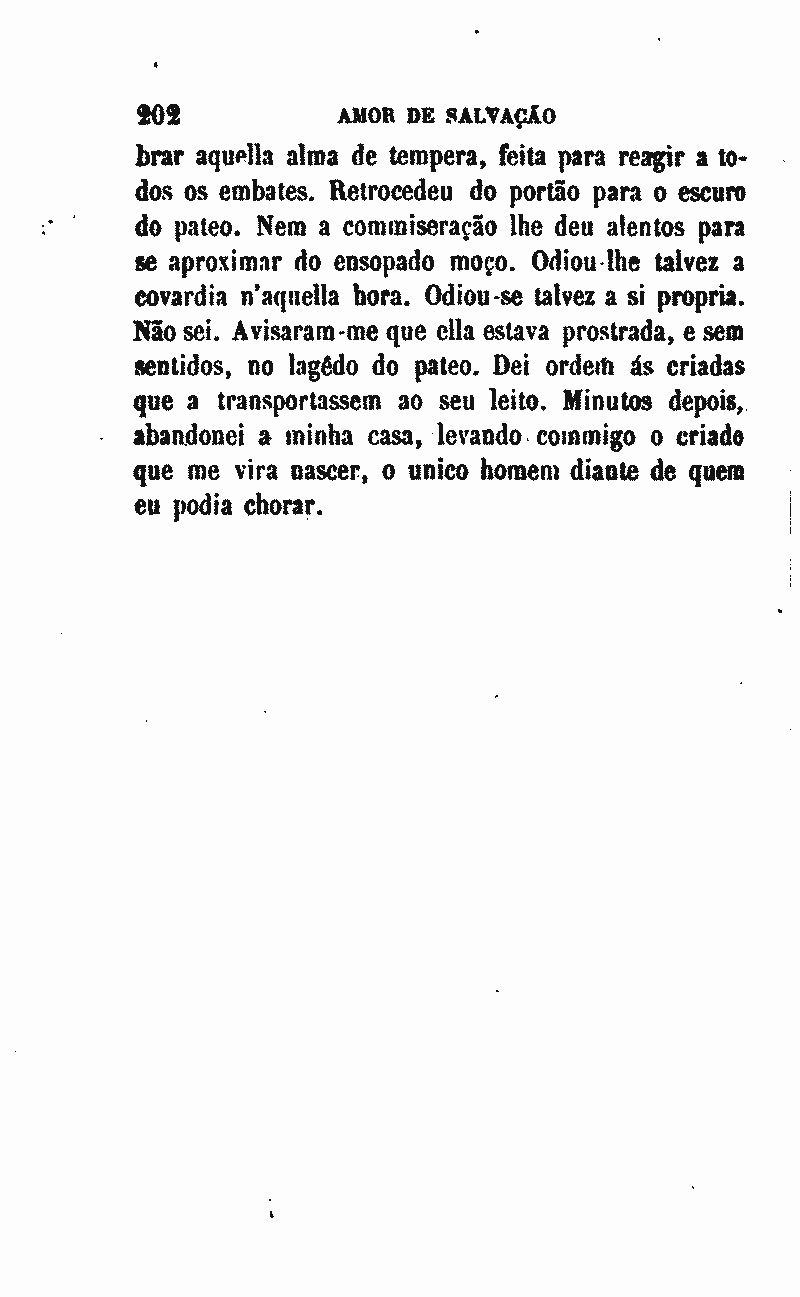 202 AMOR DE SALVAÇÃO
brar aquella alma de tempera, feita para reagir a to-
dos os embates. Retrocedeu do portão para o escuro
do pateo. Nem a commiseração lhe deu alentos para
se aproximar do ensopado moço. Odiou-lhe talvez a
covardia n'aquella hora. Odiou-se talvez a si propria.
Não sei. Avisaram-me que ella estava prostrada, e sem
sentidos, no lagêdo do pateo. Dei ordem ás criadas
que a transportassem ao seu leito. Minutos depois,
abandonei a minha casa, levando commigo o criado
que me vira nascer, o unico homem diante de quem
eu podia chorar.